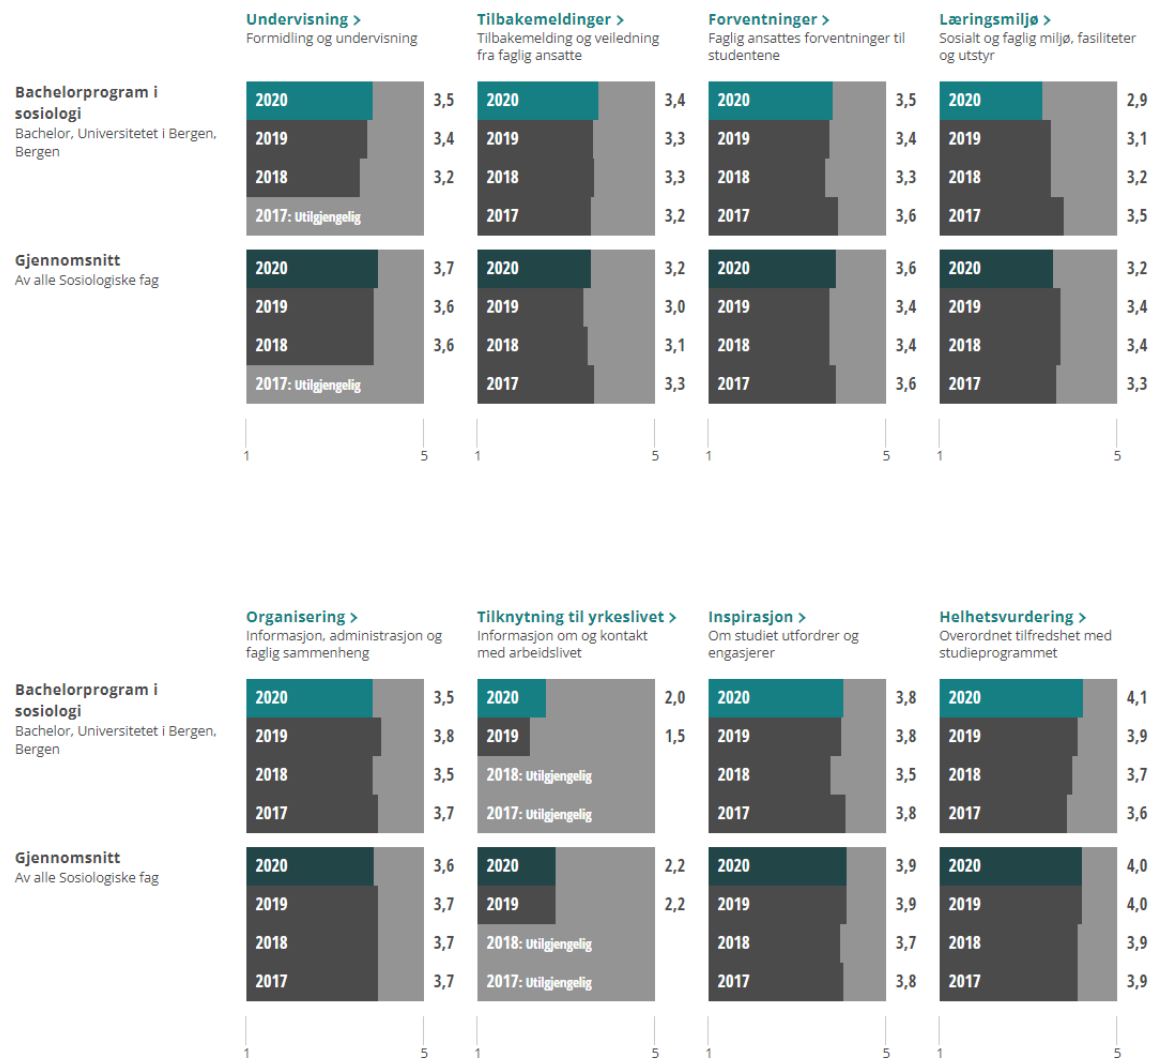 Undervisning >
Formidling og undervisning
Tilbakemeldinger >
Tilbakemelding og veiledning
fra faglig ansatte
Forventninger >
Faglig ansattes forventninger til
studentene
Læringsmiljø >
Sosialt og faglig miljø, fasiliteter
og utstyr
Bachelorprogram i
sosiologi
Bachelor, Universitetet i Bergen,
Bergen
2020 3,5 2020 3,4 2020 3,5 2020 2,9
2019 3,4 2019 3,3 2019 3,4 2019 3,1
2018 3,2 2018 3,3 2018 3,3 2018 3,2
2017: Utilgjengelig 2017 3,2 2017 3,6 2017 3,5
Gjennomsnitt
Av alle Sosiologiske fag
2020 3,7 2020 3,2 2020 3,6 2020 3,2
2019 3,6 2019 3,0 2019 3,4 2019 3,4
2018 3,6 2018 3,1 2018 3,4 2018 3,4
2017: Utilgjengelig 2017 3,3 2017 3,6 2017 3,3
1 5 1 5 1 5 1 5
Organisering >
Informasjon, administrasjon og
faglig sammenheng
Tilknytning til yrkeslivet >
Informasjon om og kontakt
med arbeidslivet
Inspirasjon >
Om studiet utfordrer og
engasjerer
Helhetsvurdering >
Overordnet tilfredshet med
studieprogrammet
Bachelorprogram i
sosiologi
Bachelor, Universitetet i Bergen,
Bergen
2020 3,5 2020 2,0 2020 3,8 2020 4,1
2019 3,8 2019 1,5 2019 3,8 2019 3,9
2018 3,5 2018: Utilgjengelig 2018 3,5 2018 3,7
2017 3,7 2017: Utilgjengelig 2017 3,8 2017 3,6
Gjennomsnitt
Av alle Sosiologiske fag
2020 3,6 2020 2,2 2020 3,9 2020 4,0
2019 3,7 2019 2,2 2019 3,9 2019 4,0
2018 3,7 2018: Utilgjengelig 2018 3,7 2018 3,9
2017 3,7 2017: Utilgjengelig 2017 3,8 2017 3,9
1 5 1 5 1 5 1 5